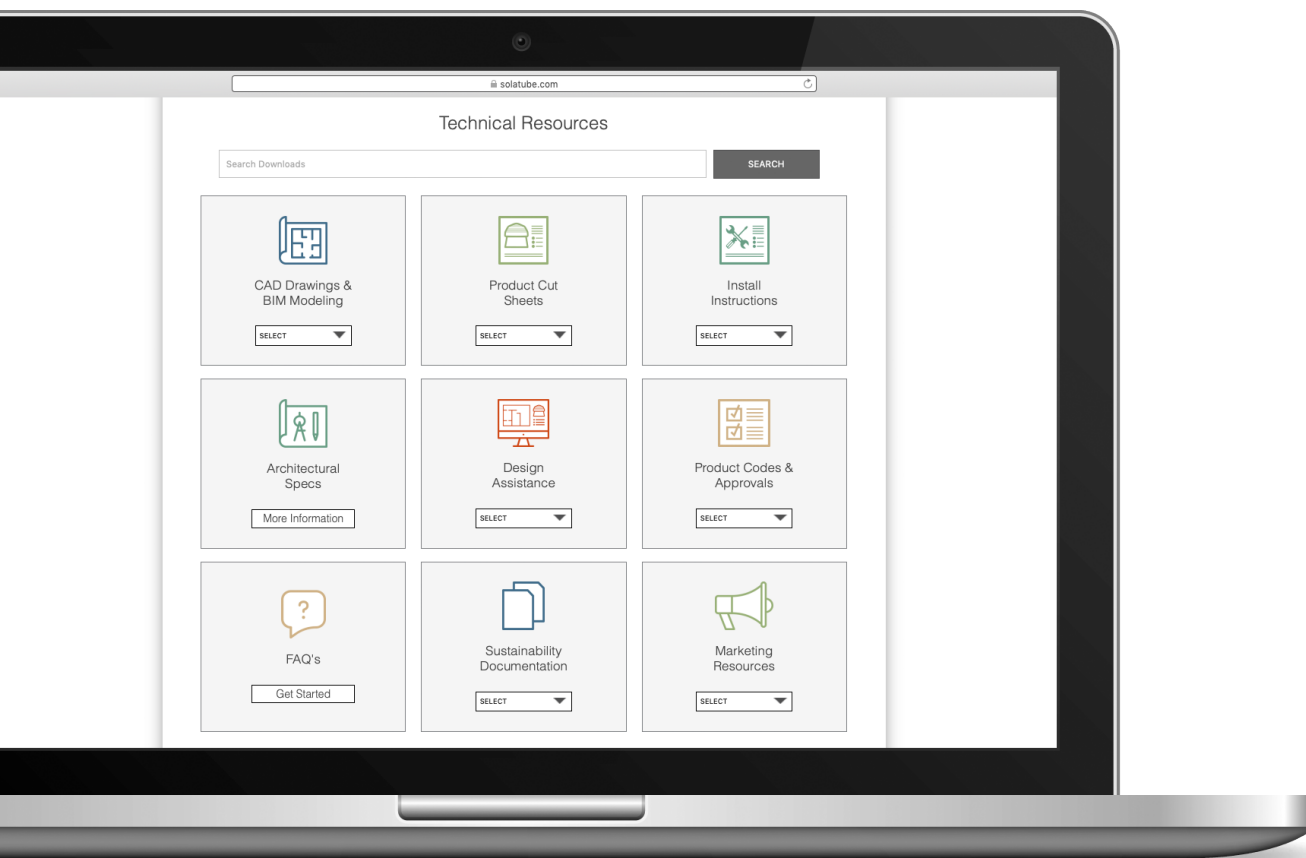 solatube.com
Technical Resources
Search Downloads
SEARCH
CAD Drawings &
BIM Modeling
SELECT
Product Cut
Sheets
SELECT
Install
Instructions
SELECT
Architectural
Specs
More Information
Design
Assistance
SELECT
Product Codes &
Approvals
SELECT
?
FAQ's
Get Started
Sustainability
Documentation
SELECT
Marketing
Resources
SELECT